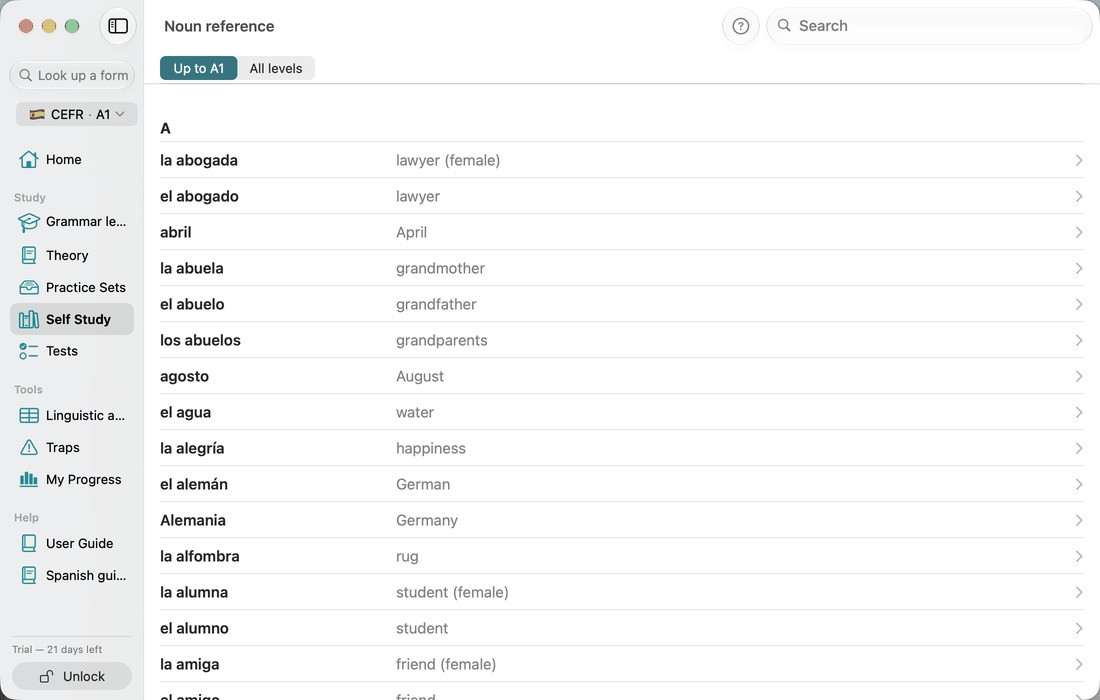 Noun reference
Search
Look up a form
Up to A1
All levels
CEFR · A1
Home
Study
Grammar le...
Theory
Practice Sets
Self Study
Tests
Tools
Linguistic a...
Traps
My Progress
Help
User Guide
Spanish gui...
Trial — 21 days left
Unlock
A
la abogada lawyer (female)
el abogado lawyer
abril April
la abuela grandmother
el abuelo grandfather
los abuelos grandparents
agosto August
el agua water
la alegría happiness
el alemán German
Alemania Germany
la alfombra rug
la alumna student (female)
el alumno student
la amiga friend (female)
el amigo friend